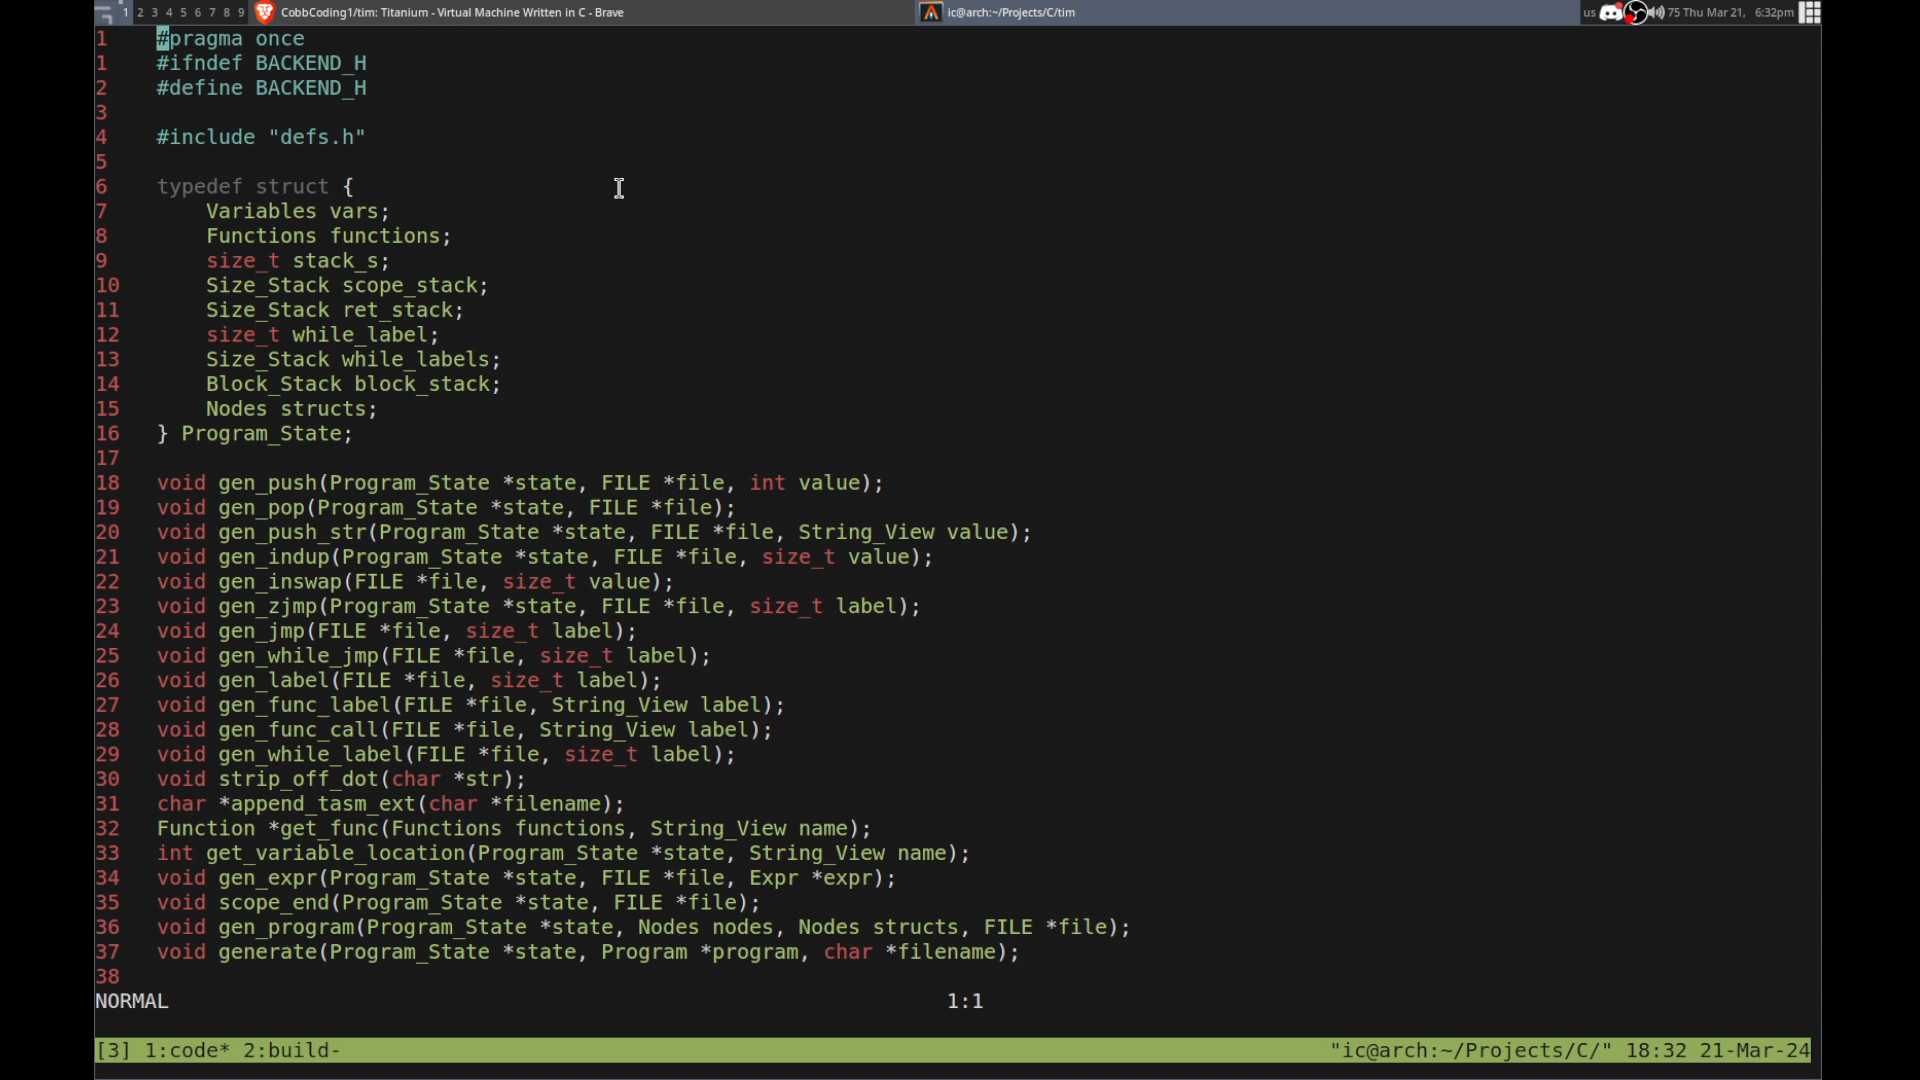 1 2 3 4 5 6 7 8 9 CobbCoding1/tim: Titanium - Virtual Machine Written in C - Brave ic@arch:~/Projects/C/tim us 75 Thu Mar 21, 6:32pm
1 #pragma once
1 #ifndef BACKEND_H
2 #define BACKEND_H
3
4 #include "defs.h"
5
6 typedef struct {
7     Variables vars;
8     Functions functions;
9     size_t stack_s;
10     Size_Stack scope_stack;
11     Size_Stack ret_stack;
12     size_t while_label;
13     Size_Stack while_labels;
14     Block_Stack block_stack;
15     Nodes structs;
16 } Program_State;
17
18 void gen_push(Program_State *state, FILE *file, int value);
19 void gen_pop(Program_State *state, FILE *file);
20 void gen_push_str(Program_State *state, FILE *file, String_View value);
21 void gen_indup(Program_State *state, FILE *file, size_t value);
22 void gen_inswap(FILE *file, size_t value);
23 void gen_zjmp(Program_State *state, FILE *file, size_t label);
24 void gen_jmp(FILE *file, size_t label);
25 void gen_while_jmp(FILE *file, size_t label);
26 void gen_label(FILE *file, size_t label);
27 void gen_func_label(FILE *file, String_View label);
28 void gen_func_call(FILE *file, String_View label);
29 void gen_while_label(FILE *file, size_t label);
30 void strip_off_dot(char *str);
31 char *append_tasm_ext(char *filename);
32 Function *get_func(Functions functions, String_View name);
33 int get_variable_location(Program_State *state, String_View name);
34 void gen_expr(Program_State *state, FILE *file, Expr *expr);
35 void scope_end(Program_State *state, FILE *file);
36 void gen_program(Program_State *state, Nodes nodes, Nodes structs, FILE *file);
37 void generate(Program_State *state, Program *program, char *filename);
38
NORMAL 1:1
[3] 1:code* 2:build- "ic@arch:~/Projects/C/" 18:32 21-Mar-24